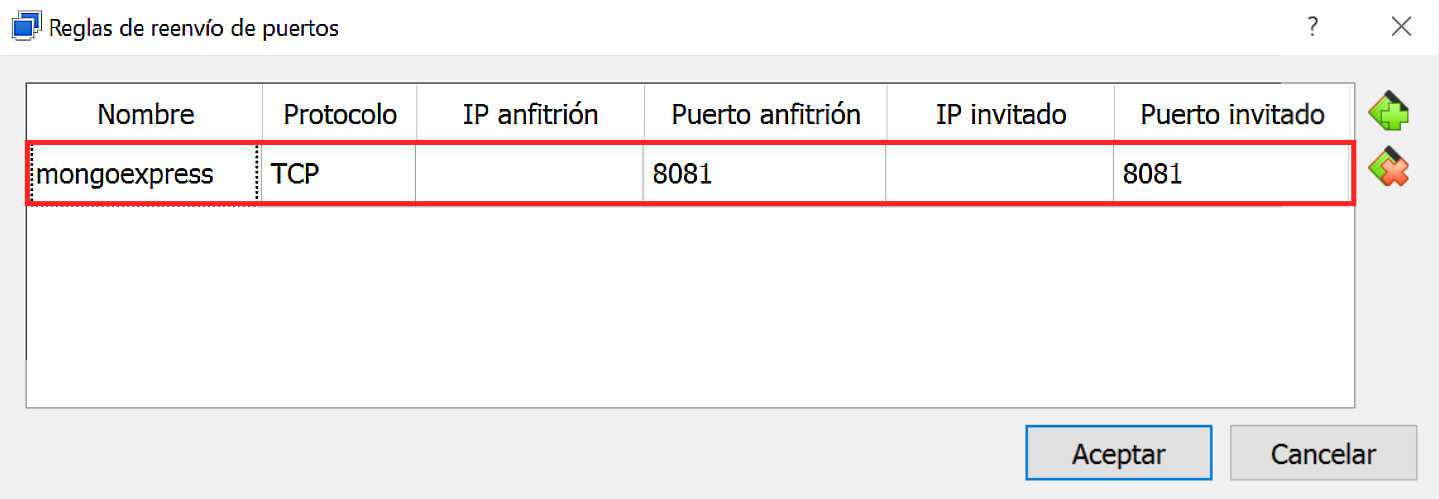 Reglas de reenvío de puertos ?
Nombre Protocolo IP anfitrión Puerto anfitrión IP invitado Puerto invitado
mongoexpress TCP 8081 8081
Aceptar Cancelar